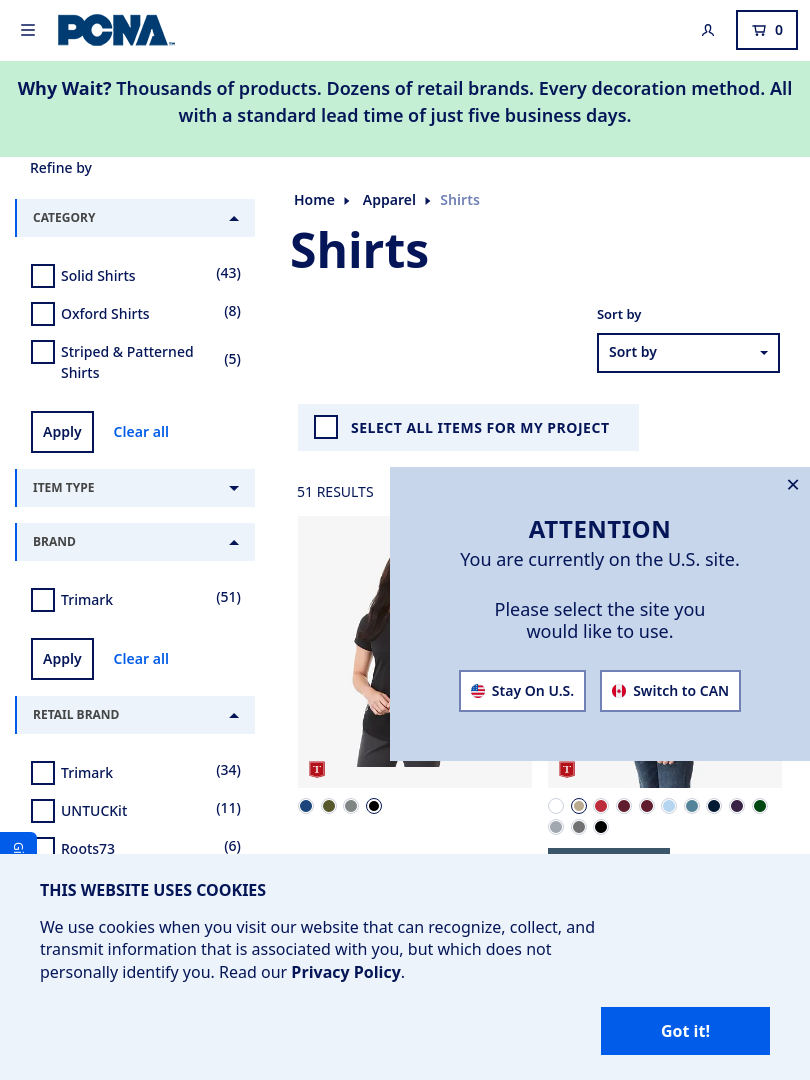 PCNA
0
Why Wait? Thousands of products. Dozens of retail brands. Every decoration method. All
with a standard lead time of just five business days.
Refine by
Home
Apparel
Shirts
CATEGORY
Shirts
Solid Shirts
(43)
Oxford Shirts
(8)
Striped & Patterned
Shirts
(5)
Sort by
Sort by
Apply
Clear all
SELECT ALL ITEMS FOR MY PROJECT
ITEM TYPE
51 RESULTS
BRAND
Trimark
(51)
Apply
Clear all
RETAIL BRAND
Trimark
(34)
UNTUCKit
(11)
Roots73
(6)
ATTENTION
You are currently on the U.S. site.
Please select the site you
would like to use.
Stay On U.S.
Switch to CAN
T
T
THIS WEBSITE USES COOKIES
We use cookies when you visit our website that can recognize, collect, and
transmit information that is associated with you, but which does not
personally identify you. Read our Privacy Policy.
Got it!